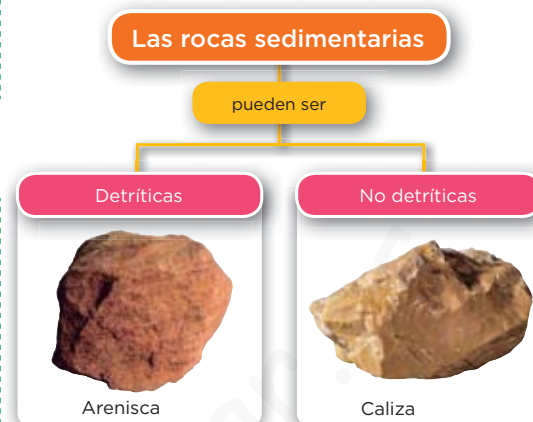 Las rocas sedimentarias
pueden ser
Detríticas
No detríticas
Arenisca
Caliza